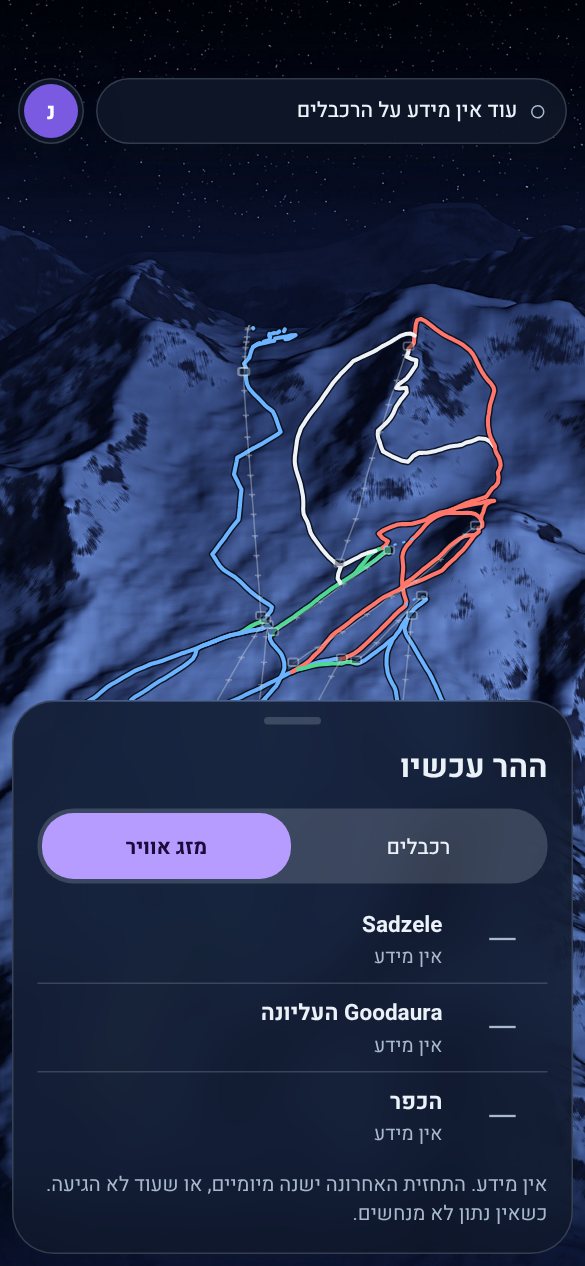 עוד אין מידע על הרכבלים
נ
ההר עכשיו
רכבלים
מזג אוויר
Sadzele
אין מידע
Goodaura העליונה
אין מידע
הכפר
אין מידע
אין מידע. התחזית האחרונה ישנה מיומיים, או שעוד לא הגיעה.
כשאין נתון לא מנחשים.